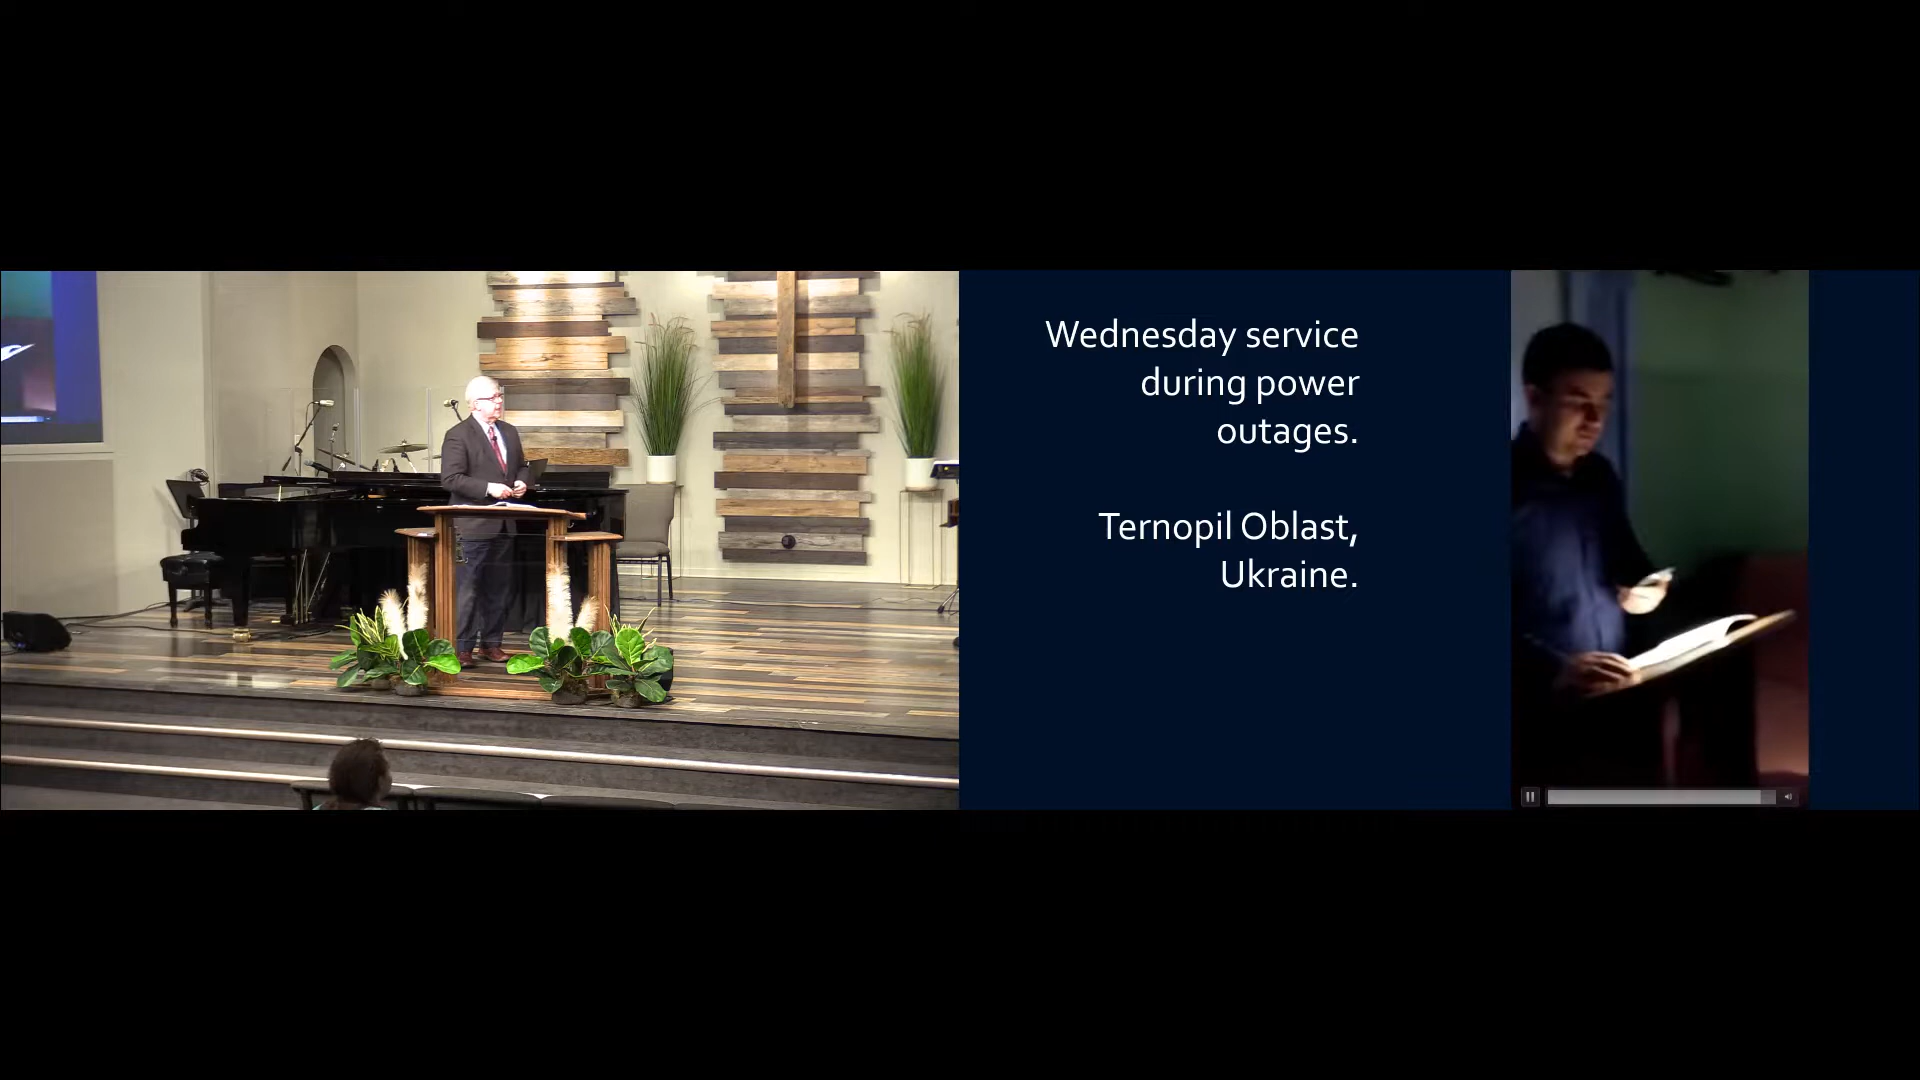 Wednesday service
during power
outages.
Ternopil Oblast,
Ukraine.